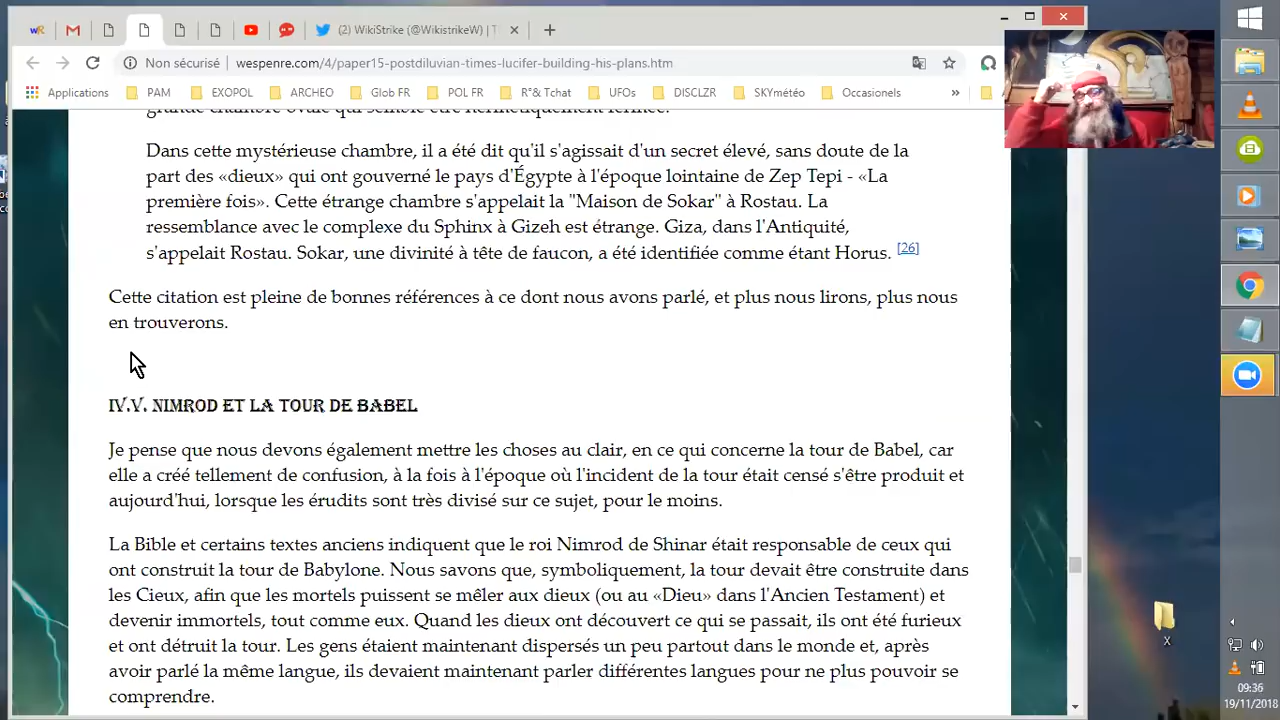 (2) WikiStrike (@WikistrikeW) | T
Non sécurisé
wespenre.com/4/paper15-postdiluvian-times-lucifer-building-his-plans.htm
Applications
PAM
EXOPOL
ARCHEO
Glob FR
POL FR
R°& Tchat
UFOs
DISCLZR
SKYmétéo
Occasionels
»
Dans cette mystérieuse chambre, il a été dit qu'il s'agissait d'un secret élevé, sans doute de la
part des «dieux» qui ont gouverné le pays d'Égypte à l'époque lointaine de Zep Tepi - «La
première fois». Cette étrange chambre s'appelait la "Maison de Sokar" à Rostau. La
ressemblance avec le complexe du Sphinx à Gizeh est étrange. Giza, dans l'Antiquité,
s'appelait Rostau. Sokar, une divinité à tête de faucon, a été identifiée comme étant Horus. [26]
Cette citation est pleine de bonnes références à ce dont nous avons parlé, et plus nous lirons, plus nous
en trouverons.
IV.V. NIMROD ET LA TOUR DE BABEL
Je pense que nous devons également mettre les choses au clair, en ce qui concerne la tour de Babel, car
elle a créé tellement de confusion, à la fois à l'époque où l'incident de la tour était censé s'être produit et
aujourd'hui, lorsque les érudits sont très divisé sur ce sujet, pour le moins.
La Bible et certains textes anciens indiquent que le roi Nimrod de Shinar était responsable de ceux qui
ont construit la tour de Babylone. Nous savons que, symboliquement, la tour devait être construite dans
les Cieux, afin que les mortels puissent se mêler aux dieux (ou au «Dieu» dans l'Ancien Testament) et
devenir immortels, tout comme eux. Quand les dieux ont découvert ce qui se passait, ils ont été furieux
et ont détruit la tour. Les gens étaient maintenant dispersés un peu partout dans le monde et, après
avoir parlé la même langue, ils devaient maintenant parler différentes langues pour ne plus pouvoir se
comprendre.
X
09:36
19/11/2018